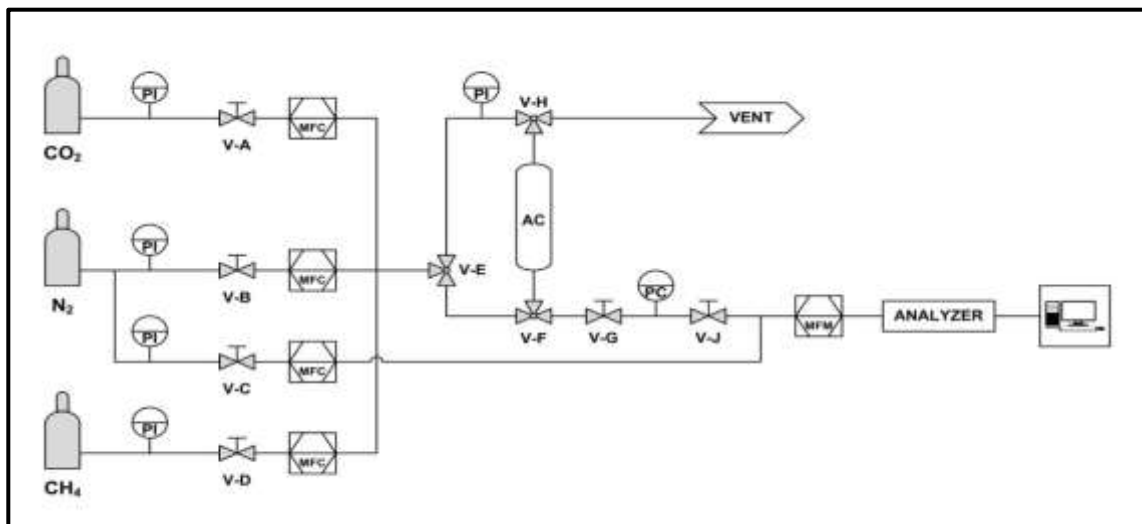 PI
V-H
PI
VENT
MFC
CO₂
V-A
AC
PI
V-E
MFC
N₂
V-B
PC
PI
ANALYZER
MFM
V-F
V-G
V-J
MFC
V-C
PI
MFC
CH₄
V-D